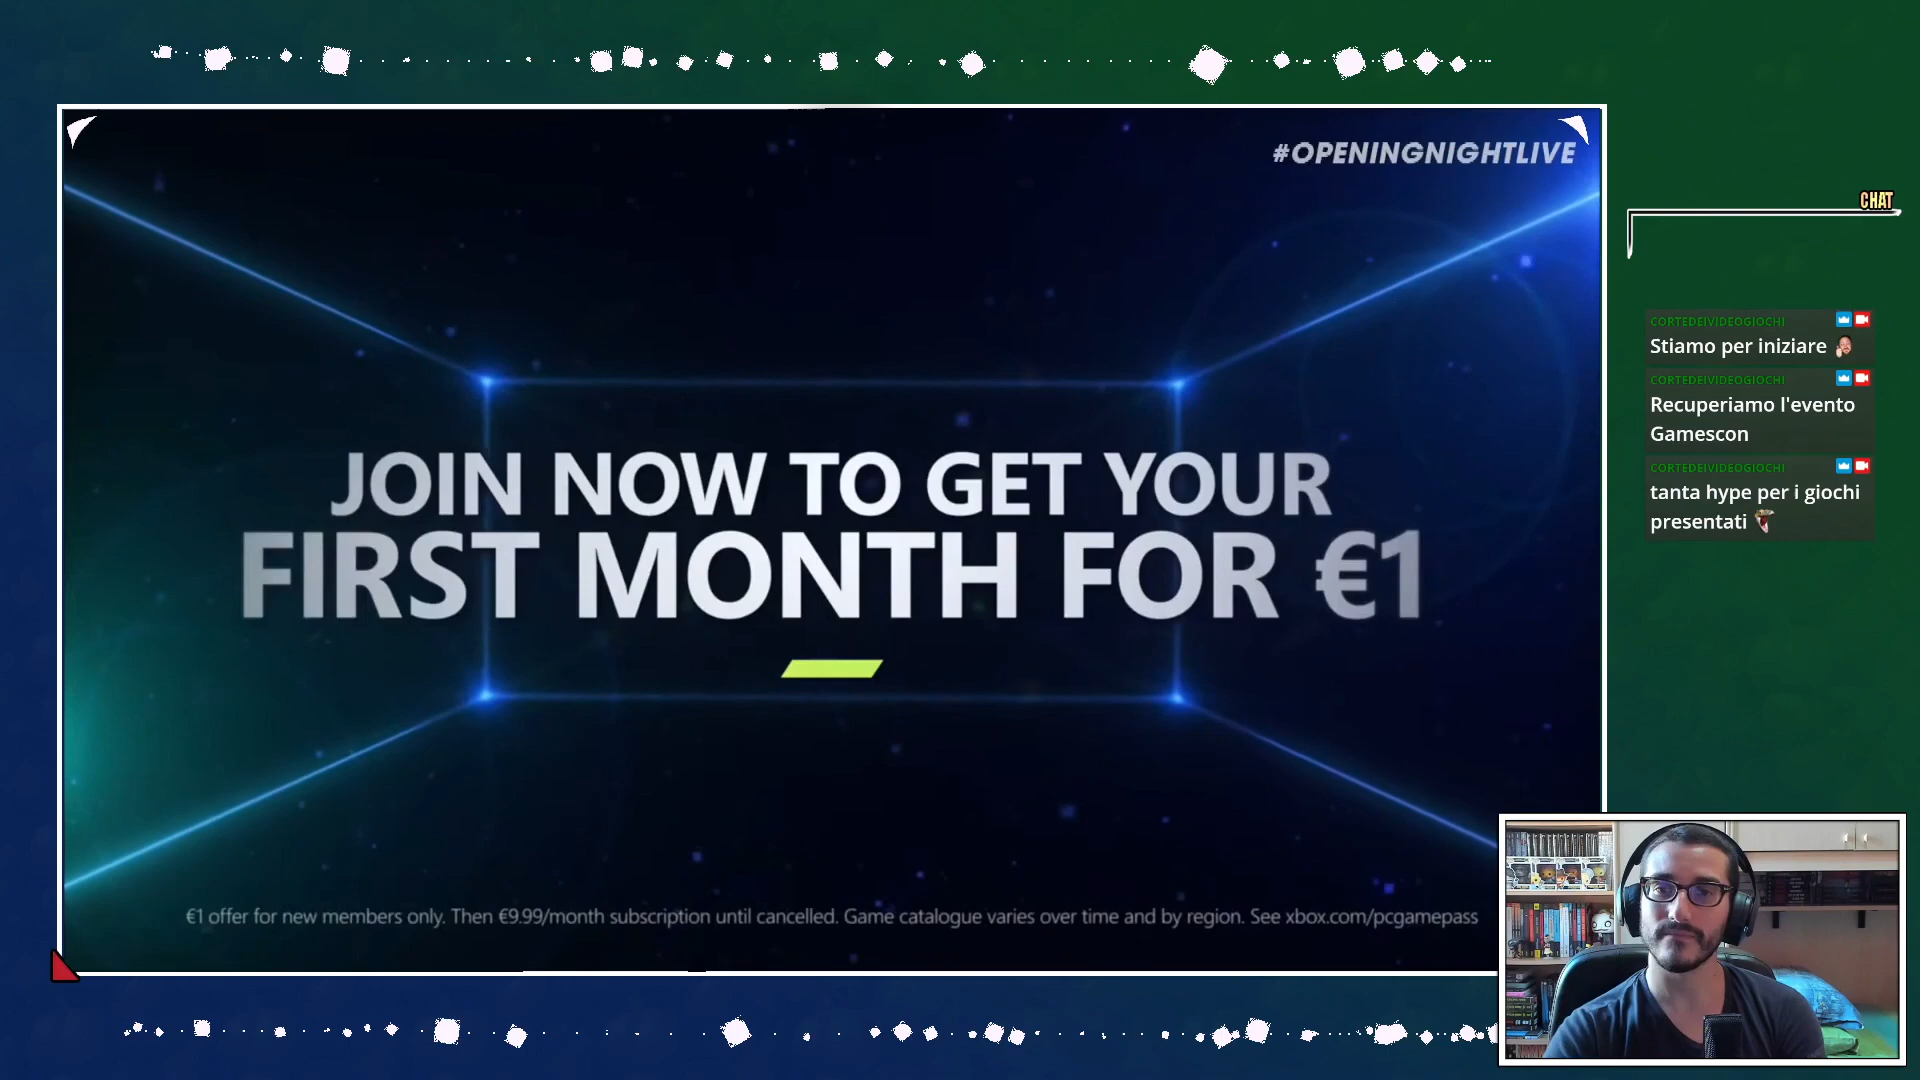 #OPENINGNIGHTLIVE
JOIN NOW TO GET YOUR
FIRST MONTH FOR €1
€1 offer for new members only. Then €9.99/month subscription until cancelled. Game catalogue varies over time and by region. See xbox.com/pcgamepass
CHAT
CORTEDEIVIDEOGIOCHI
Stiamo per iniziare
CORTEDEIVIDEOGIOCHI
Recuperiamo l'evento
Gamescon
CORTEDEIVIDEOGIOCHI
tanta hype per i giochi
presentati